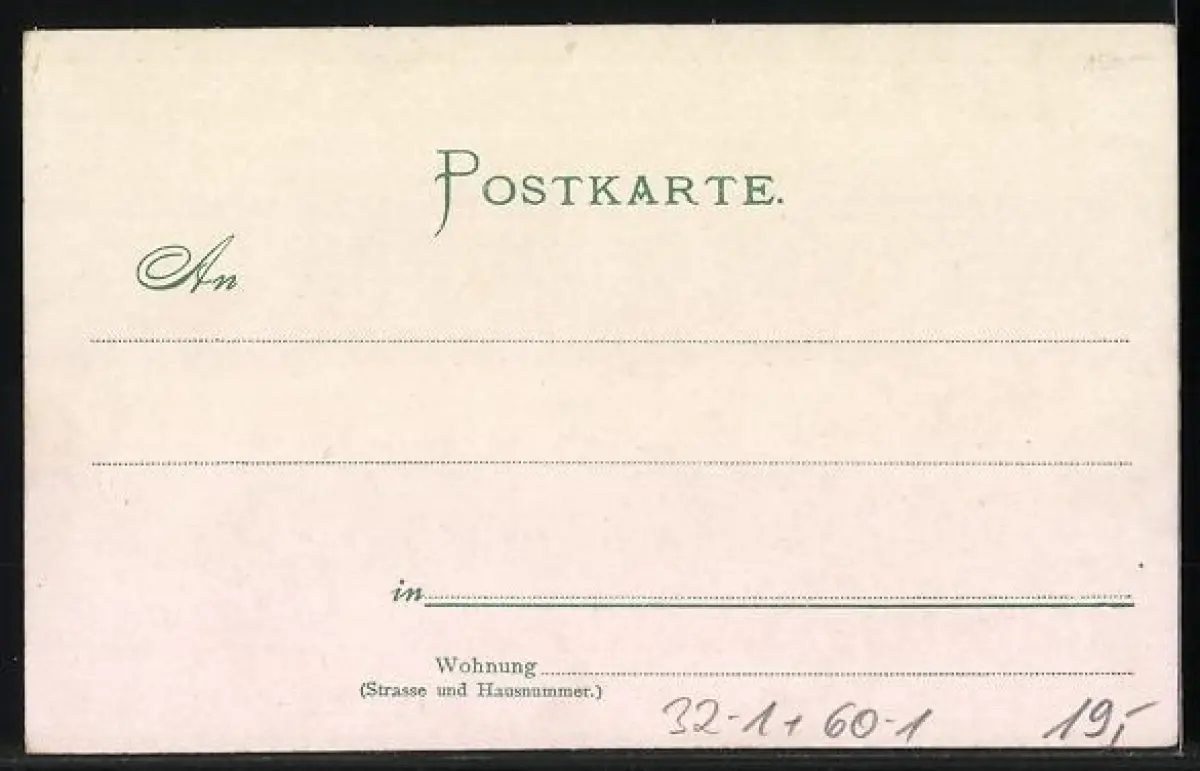 POSTKARTE.
An
in
Wohnung
(Strasse und Hausnummer.)
32-1+60-1 19,-